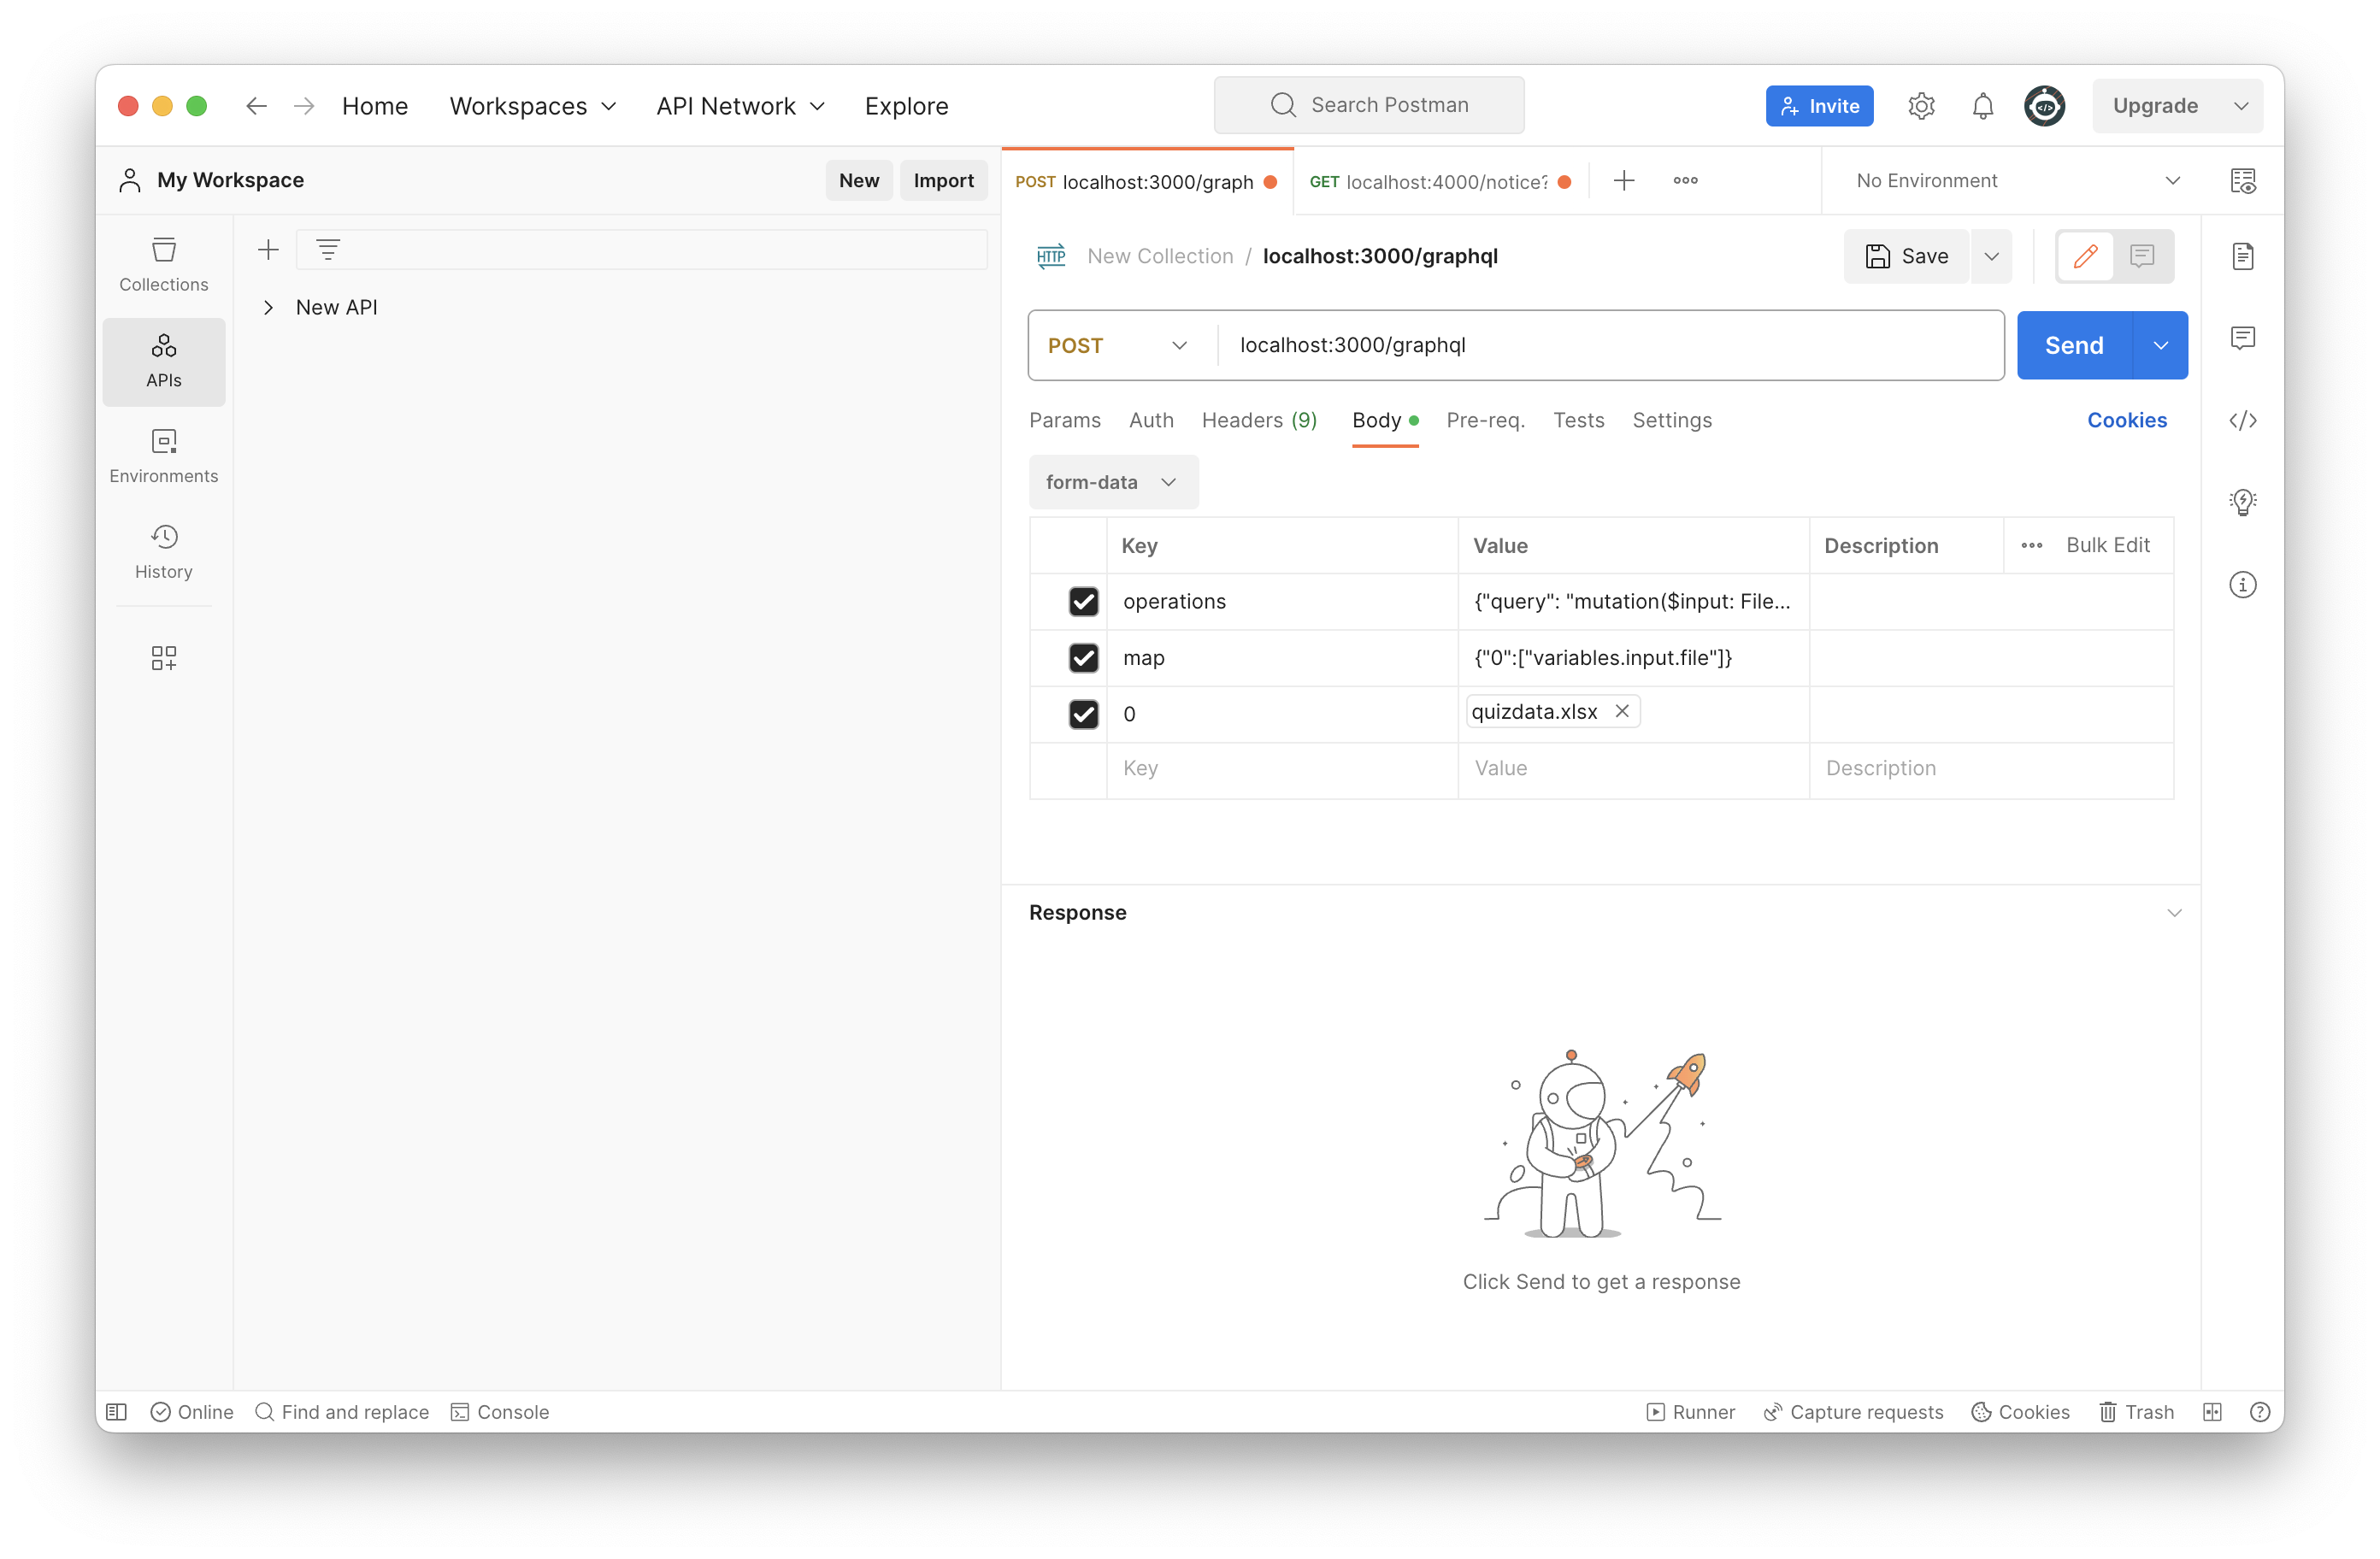 Home Workspaces API Network Explore Search Postman Invite Upgrade
My Workspace New Import
POST localhost:3000/graph GET localhost:4000/notice? No Environment
Collections
APIs
Environments
History
New API
HTTP New Collection / localhost:3000/graphql Save
POST localhost:3000/graphql Send
Params Auth Headers (9) Body Pre-req. Tests Settings Cookies
form-data
Key Value Description Bulk Edit
operations {"query": "mutation($input: File...
map {"0":["variables.input.file"]}
0 quizdata.xlsx
Key Value Description
Response
Click Send to get a response
Online Find and replace Console Runner Capture requests Cookies Trash